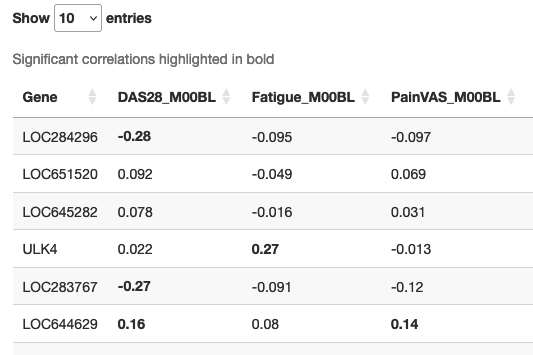 Show 10 entries
Significant correlations highlighted in bold
Gene DAS28_M00BL Fatigue_M00BL PainVAS_M00BL
LOC284296 -0.28 -0.095 -0.097
LOC651520 0.092 -0.049 0.069
LOC645282 0.078 -0.016 0.031
ULK4 0.022 0.27 -0.013
LOC283767 -0.27 -0.091 -0.12
LOC644629 0.16 0.08 0.14